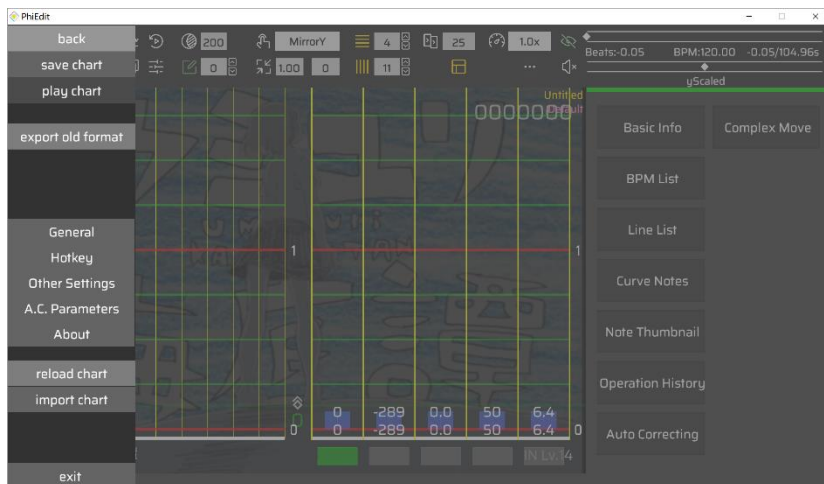 PhiEdit
back
save chart
play chart
export old format
General
Hotkey
Other Settings
A.C. Parameters
About
reload chart
import chart
exit
200 MirrorY 4 25 1.0x
0 1.00 0 11 ...
Beats:-0.05 BPM:120.00 -0.05/104.96s
yScaled
Untitled
Default
0000000
1 1
0 -289 0.0 50 6.4
0 0 -289 0.0 50 6.4 0
IN Lv.14
Basic Info Complex Move
BPM List
Line List
Curve Notes
Note Thumbnail
Operation History
Auto Correcting